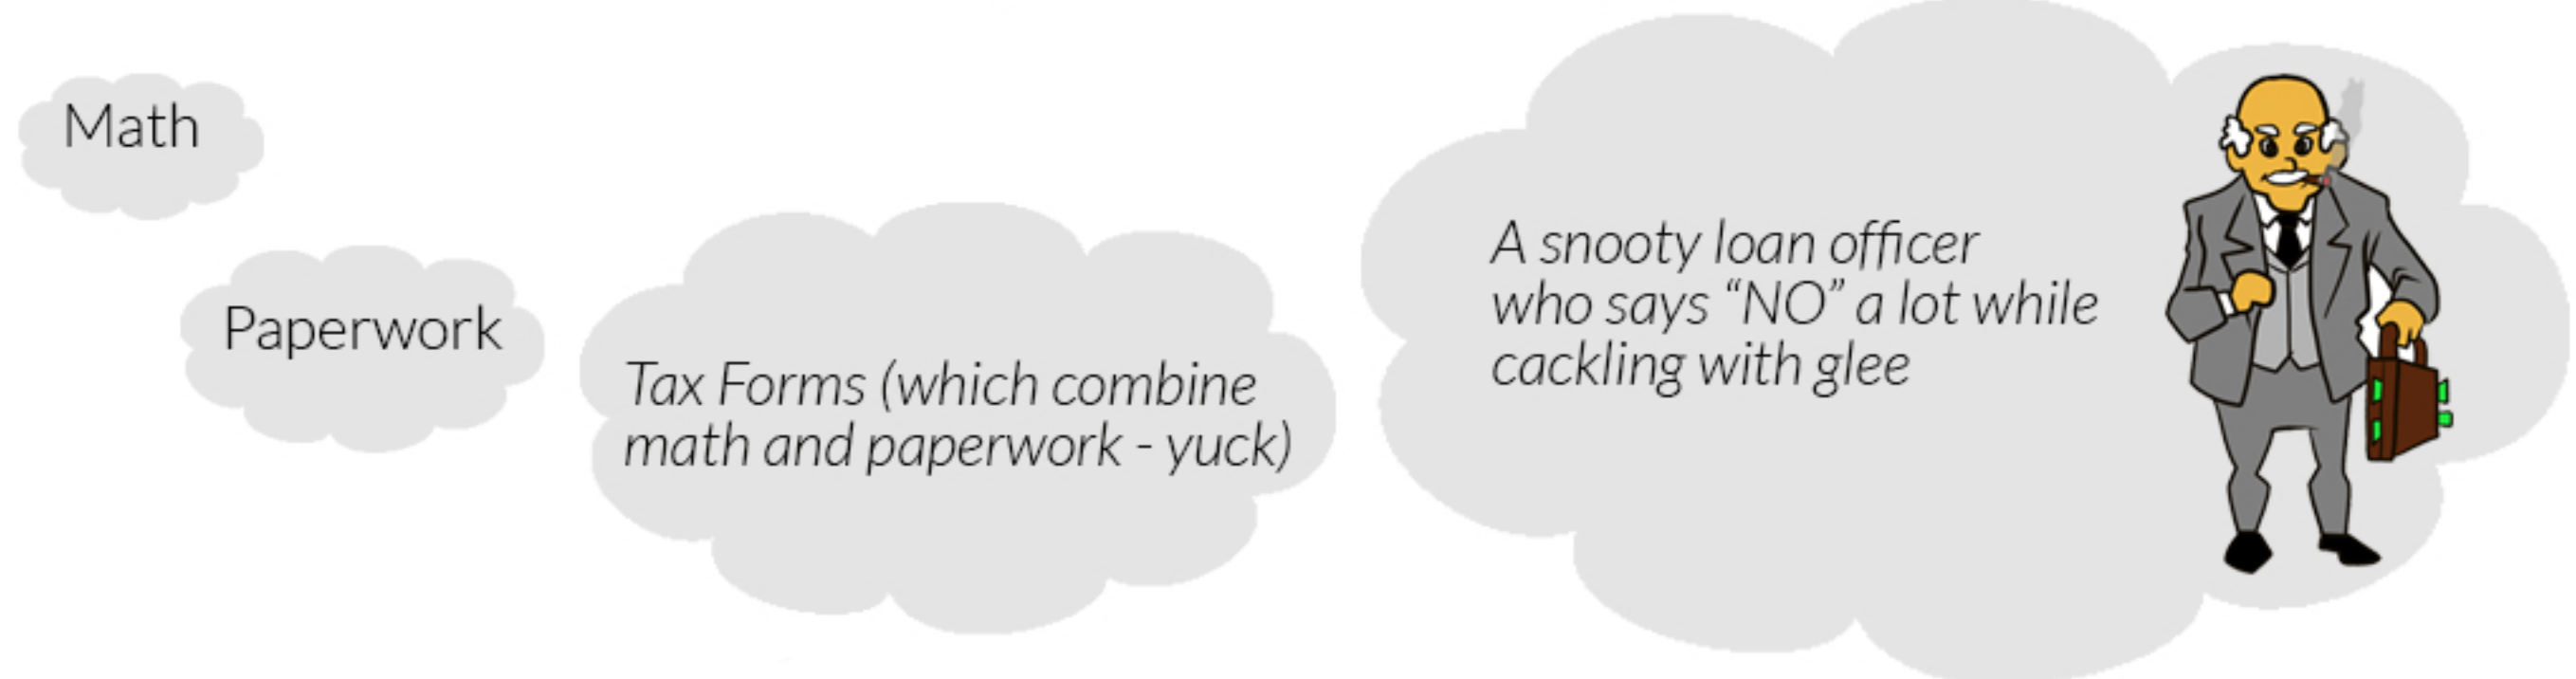 Math
Paperwork
Tax Forms (which combine
math and paperwork - yuck)
A snooty loan officer
who says “NO” a lot while
cackling with glee